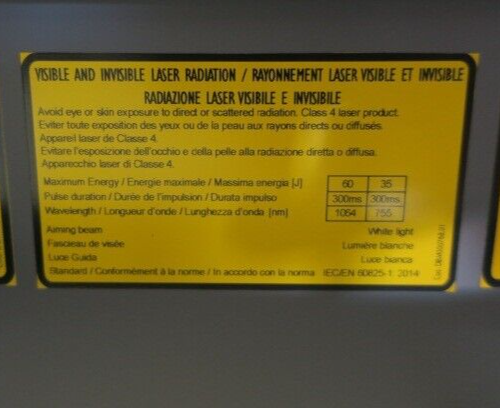 VISIBLE AND INVISIBLE LASER RADIATION / RAYONNEMENT LASER VISIBLE ET INVISIBLE
RADIAZIONE LASER VISIBILE E INVISIBILE
Avoid eye or skin exposure to direct or scattered radiation. Class 4 laser product.
Eviter toute exposition des yeux ou de la peau aux rayons directs ou diffusés.
Appareil laser de Classe 4.
Evitare l'esposizione dell'occhio e della pelle alla radiazione diretta o diffusa.
Apparecchio laser di Classe 4.
Maximum Energy / Energie maximale / Massima energia [J] 60 35
Pulse duration / Durée de l'impulsion / Durata impulso 300ms 300ms
Wavelength / Longueur d'onde / Lunghezza d'onda [nm] 1064 755
Aiming beam White light
Faisceau de visée Lumière blanche
Luce Guida Luce bianca
Standard / Conformément à la norme / In accordo con la norma IEC/EN 60825-1: 2014